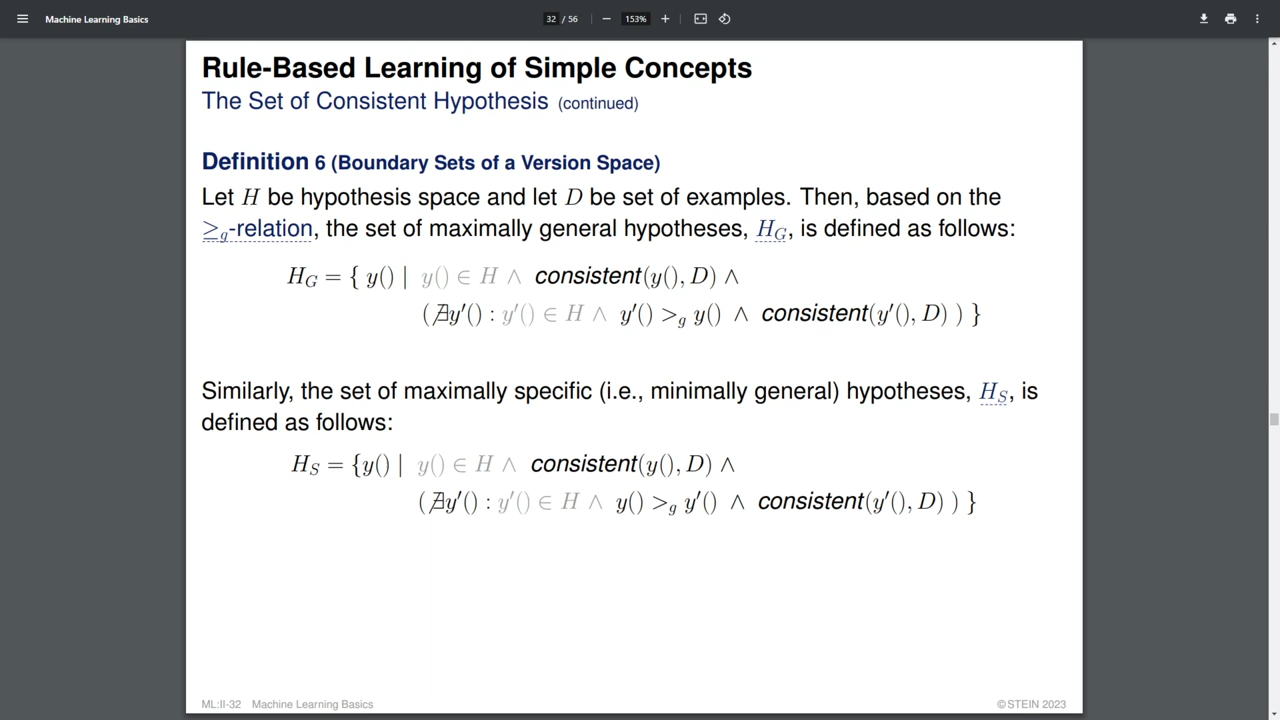 Machine Learning Basics
32 / 56
153%
Rule-Based Learning of Simple Concepts
The Set of Consistent Hypothesis (continued)
Definition 6 (Boundary Sets of a Version Space)
Let H be hypothesis space and let D be set of examples. Then, based on the
≥g-relation, the set of maximally general hypotheses, HG, is defined as follows:
HG = { y() | y() ∈ H ∧ consistent(y(), D) ∧
( ∄y′() : y′() ∈ H ∧ y′() >g y() ∧ consistent(y′(), D) ) }
Similarly, the set of maximally specific (i.e., minimally general) hypotheses, HS, is
defined as follows:
HS = {y() | y() ∈ H ∧ consistent(y(), D) ∧
( ∄y′() : y′() ∈ H ∧ y() >g y′() ∧ consistent(y′(), D) ) }
ML:II-32 Machine Learning Basics
©STEIN 2023